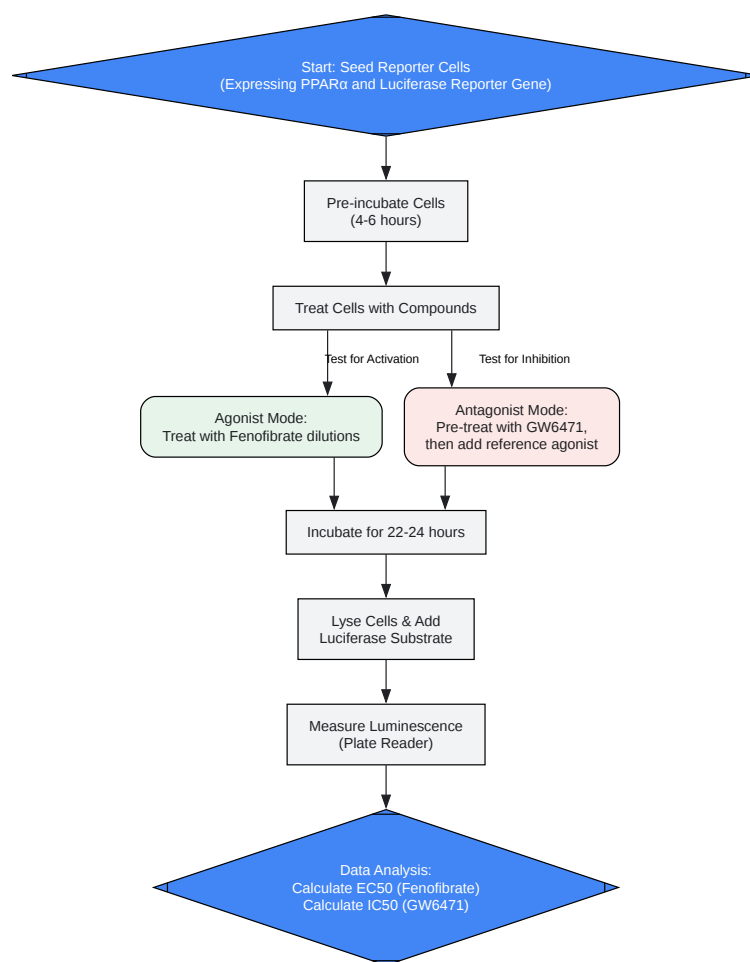 Start: Seed Reporter Cells
(Expressing PPARα and Luciferase Reporter Gene)
Pre-incubate Cells
(4-6 hours)
Treat Cells with Compounds
Test for Activation
Test for Inhibition
Agonist Mode:
Treat with Fenofibrate dilutions
Antagonist Mode:
Pre-treat with GW6471,
then add reference agonist
Incubate for 22-24 hours
Lyse Cells & Add
Luciferase Substrate
Measure Luminescence
(Plate Reader)
Data Analysis:
Calculate EC50 (Fenofibrate)
Calculate IC50 (GW6471)